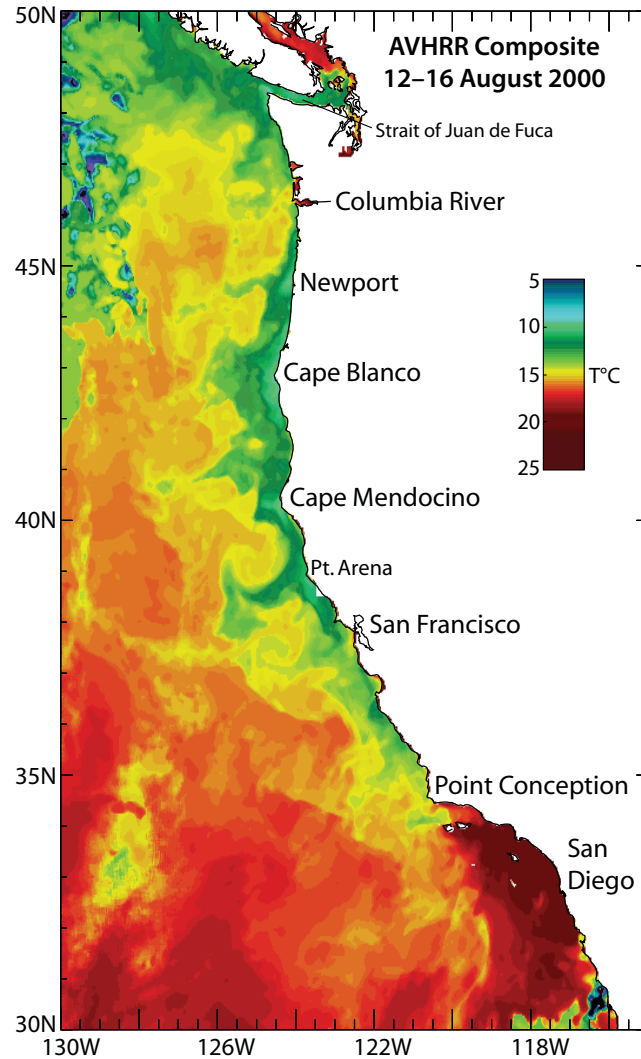 50N
AVHRR Composite
12–16 August 2000
Strait of Juan de Fuca
Columbia River
45N
Newport
5
10
15
20
25
T°C
Cape Blanco
Cape Mendocino
40N
Pt. Arena
San Francisco
35N
Point Conception
San
Diego
30N
130W
126W
122W
118W